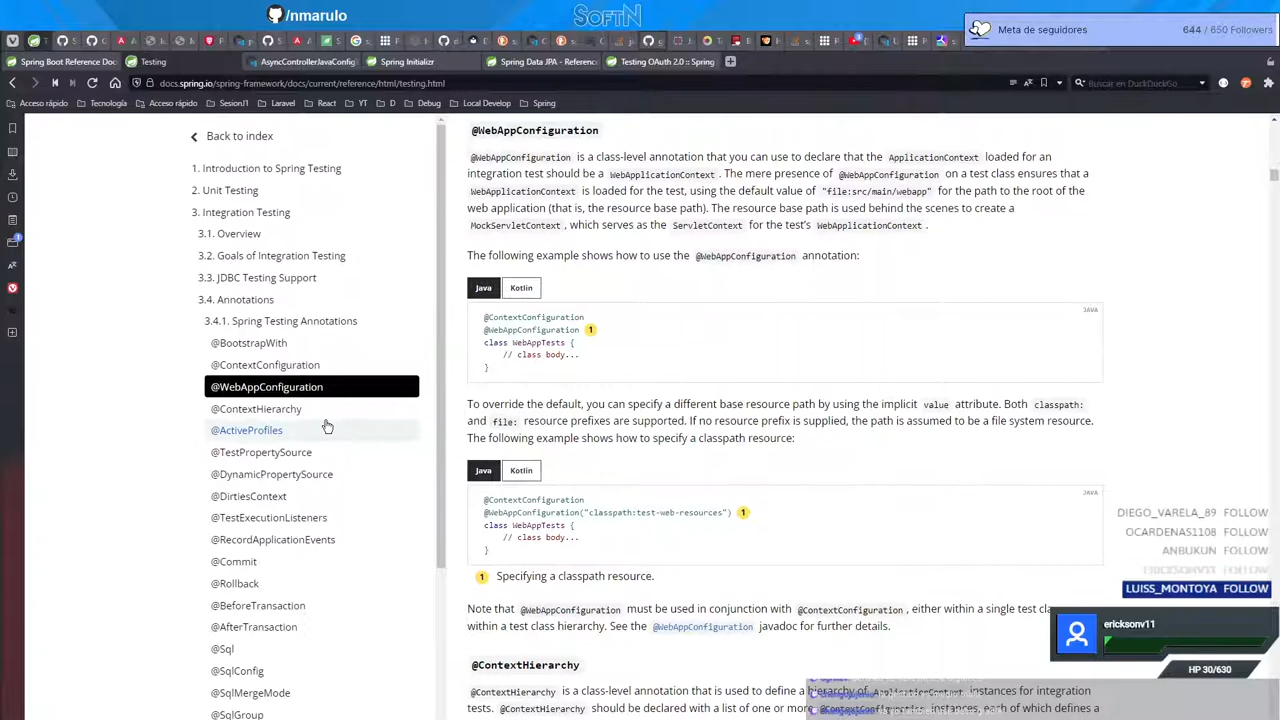 /nmarulo
SOFTN
Meta de seguidores
644 / 650 Followers
Spring Boot Reference Doc
Testing
AsyncControllerJavaConfig
Spring Initializr
Spring Data JPA - Referenc
Testing OAuth 2.0 :: Spring
docs.spring.io/spring-framework/docs/current/reference/html/testing.html
Buscar en DuckDuckGo
Acceso rápido
Tecnología
Acceso rápido
SesionJ1
Laravel
React
YT
D
Debug
Local Develop
Spring
Back to index
1. Introduction to Spring Testing
2. Unit Testing
3. Integration Testing
3.1. Overview
3.2. Goals of Integration Testing
3.3. JDBC Testing Support
3.4. Annotations
3.4.1. Spring Testing Annotations
@BootstrapWith
@ContextConfiguration
@WebAppConfiguration
@ContextHierarchy
@ActiveProfiles
@TestPropertySource
@DynamicPropertySource
@DirtiesContext
@TestExecutionListeners
@RecordApplicationEvents
@Commit
@Rollback
@BeforeTransaction
@AfterTransaction
@Sql
@SqlConfig
@SqlMergeMode
@SqlGroup
@WebAppConfiguration
@WebAppConfiguration is a class-level annotation that you can use to declare that the ApplicationContext loaded for an
integration test should be a WebApplicationContext. The mere presence of @WebAppConfiguration on a test class ensures that a
WebApplicationContext is loaded for the test, using the default value of "file:src/main/webapp" for the path to the root of the
web application (that is, the resource base path). The resource base path is used behind the scenes to create a
MockServletContext, which serves as the ServletContext for the test's WebApplicationContext.
The following example shows how to use the @WebAppConfiguration annotation:
Java
Kotlin
JAVA
@ContextConfiguration
@WebAppConfiguration 1
class WebAppTests {
// class body...
}
To override the default, you can specify a different base resource path by using the implicit value attribute. Both classpath:
and file: resource prefixes are supported. If no resource prefix is supplied, the path is assumed to be a file system resource.
The following example shows how to specify a classpath resource:
Java
Kotlin
JAVA
@ContextConfiguration
@WebAppConfiguration("classpath:test-web-resources") 1
class WebAppTests {
// class body...
}
1 Specifying a classpath resource.
Note that @WebAppConfiguration must be used in conjunction with @ContextConfiguration, either within a single test cla
within a test class hierarchy. See the @WebAppConfiguration javadoc for further details.
@ContextHierarchy
@ContextHierarchy is a class-level annotation that is used to define a hierarchy of ApplicationContext instances for integration
tests. @ContextHierarchy should be declared with a list of one or more @ContextConfiguration instances, each of which defines a
DIEGO_VARELA_89 FOLLOW
OCARDENAS1108 FOLLOW
ANBUKUN FOLLOW
ERICKSONV11 FOLLOW
LUISS_MONTOYA FOLLOW
ericksonv11
HP 30/630